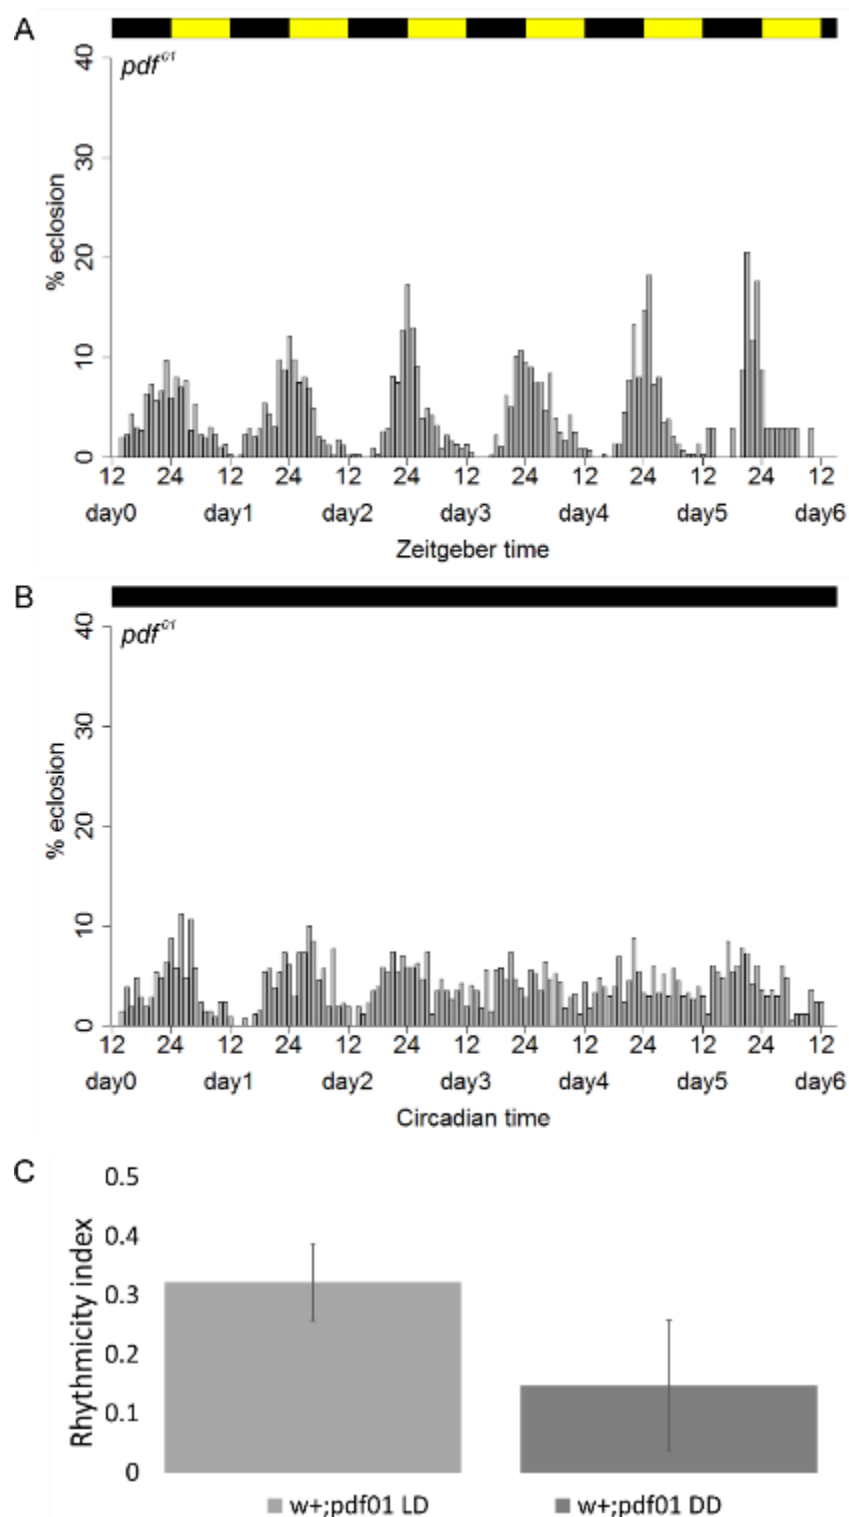 A
pdf⁰¹
40
30
20
10
0
% eclosion
12 24 12 24 12 24 12 24 12 24 12 24 12
day0 day1 day2 day3 day4 day5 day6
Zeitgeber time
B
pdf⁰¹
40
30
20
10
0
% eclosion
12 24 12 24 12 24 12 24 12 24 12 24 12
day0 day1 day2 day3 day4 day5 day6
Circadian time
C
0.5
0.4
0.3
0.2
0.1
0
Rhythmicity index
w+;pdf01 LD w+;pdf01 DD